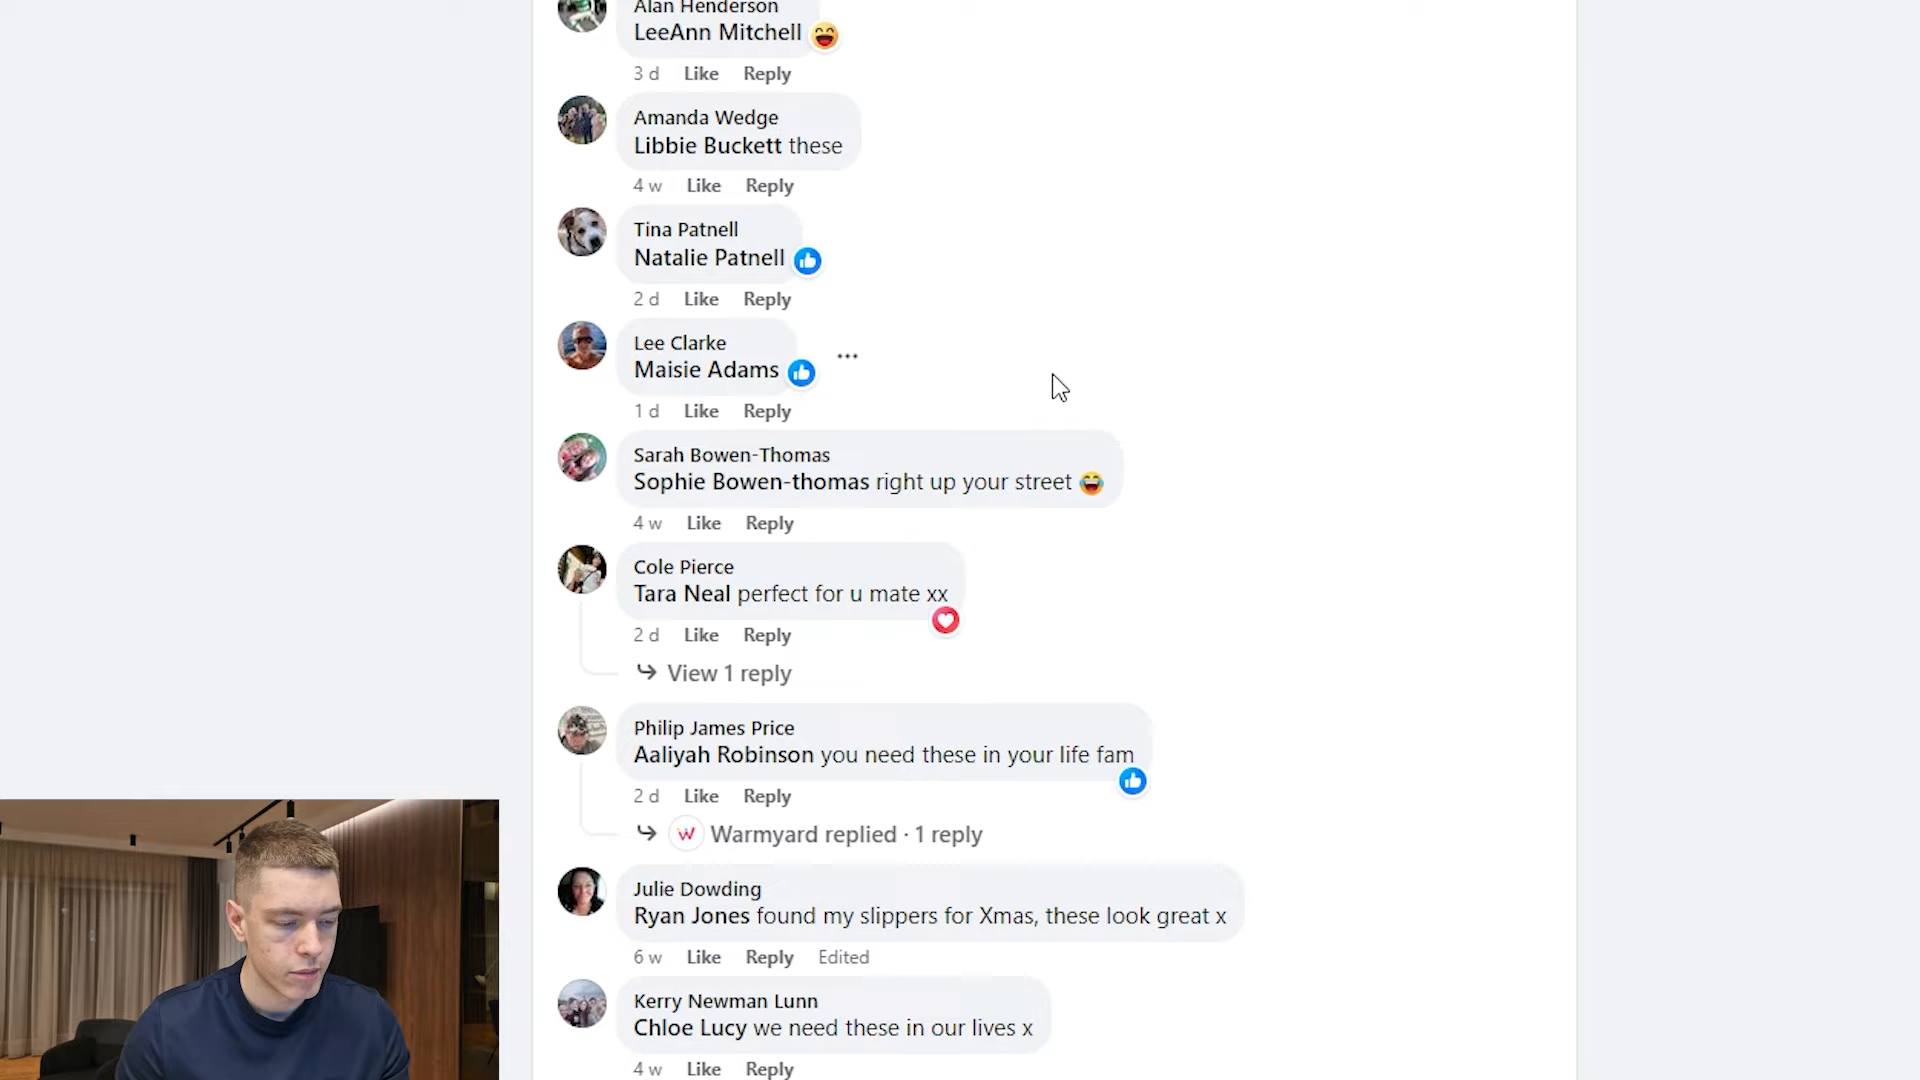 Alan Henderson
LeeAnn Mitchell
3 d Like Reply
Amanda Wedge
Libbie Buckett these
4 w Like Reply
Tina Patnell
Natalie Patnell
2 d Like Reply
Lee Clarke
Maisie Adams
1 d Like Reply
Sarah Bowen-Thomas
Sophie Bowen-thomas right up your street 😂
4 w Like Reply
Cole Pierce
Tara Neal perfect for u mate xx
2 d Like Reply
View 1 reply
Philip James Price
Aaliyah Robinson you need these in your life fam
2 d Like Reply
W Warmyard replied · 1 reply
Julie Dowding
Ryan Jones found my slippers for Xmas, these look great x
6 w Like Reply Edited
Kerry Newman Lunn
Chloe Lucy we need these in our lives x
4 w Like Reply